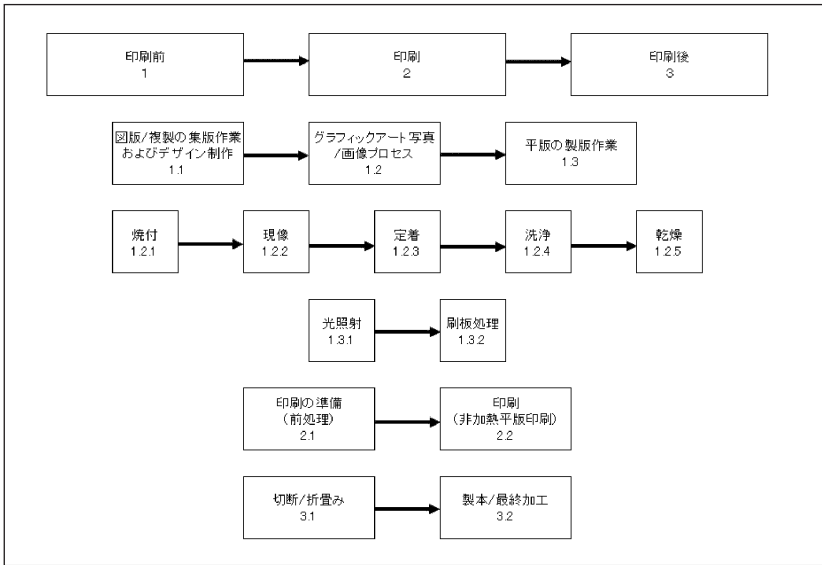 印刷前
1
印刷
2
印刷後
3
図版/複製の集版作業
およびデザイン制作
1.1
グラフィックアート写真
/画像プロセス
1.2
平版の製版作業
1.3
焼付
1.2.1
現像
1.2.2
定着
1.2.3
洗浄
1.2.4
乾燥
1.2.5
光照射
1.3.1
刷板処理
1.3.2
印刷の準備
(前処理)
2.1
印刷
(非加熱平版印刷)
2.2
切断/折畳み
3.1
製本/最終加工
3.2